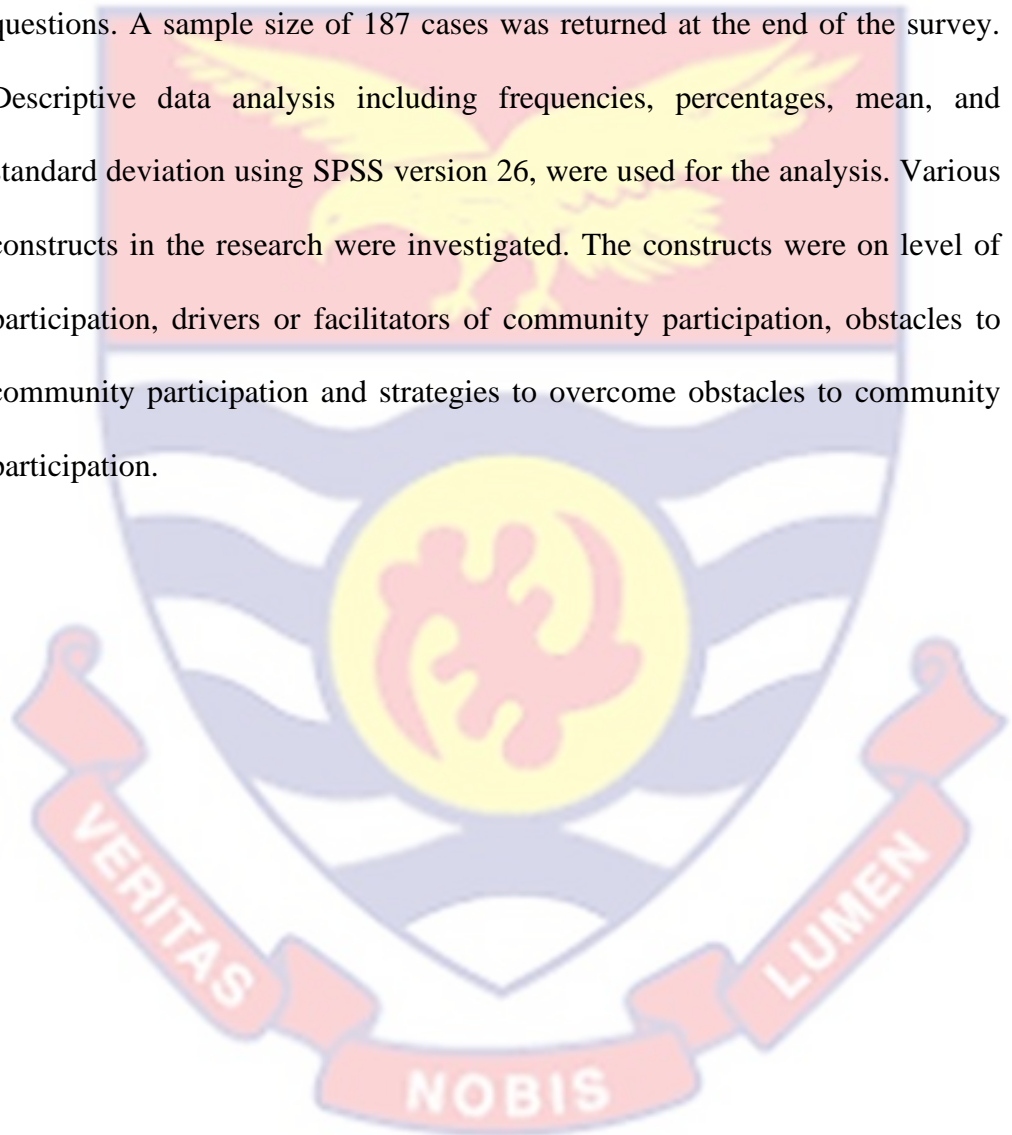 questions. A sample size of 187 cases was returned at the end of the survey.
Descriptive data analysis including frequencies, percentages, mean, and
standard deviation using SPSS version 26, were used for the analysis. Various
constructs in the research were investigated. The constructs were on level of
participation, drivers or facilitators of community participation, obstacles to
community participation and strategies to overcome obstacles to community
participation.
VERITAS
NOBIS
LUMEN